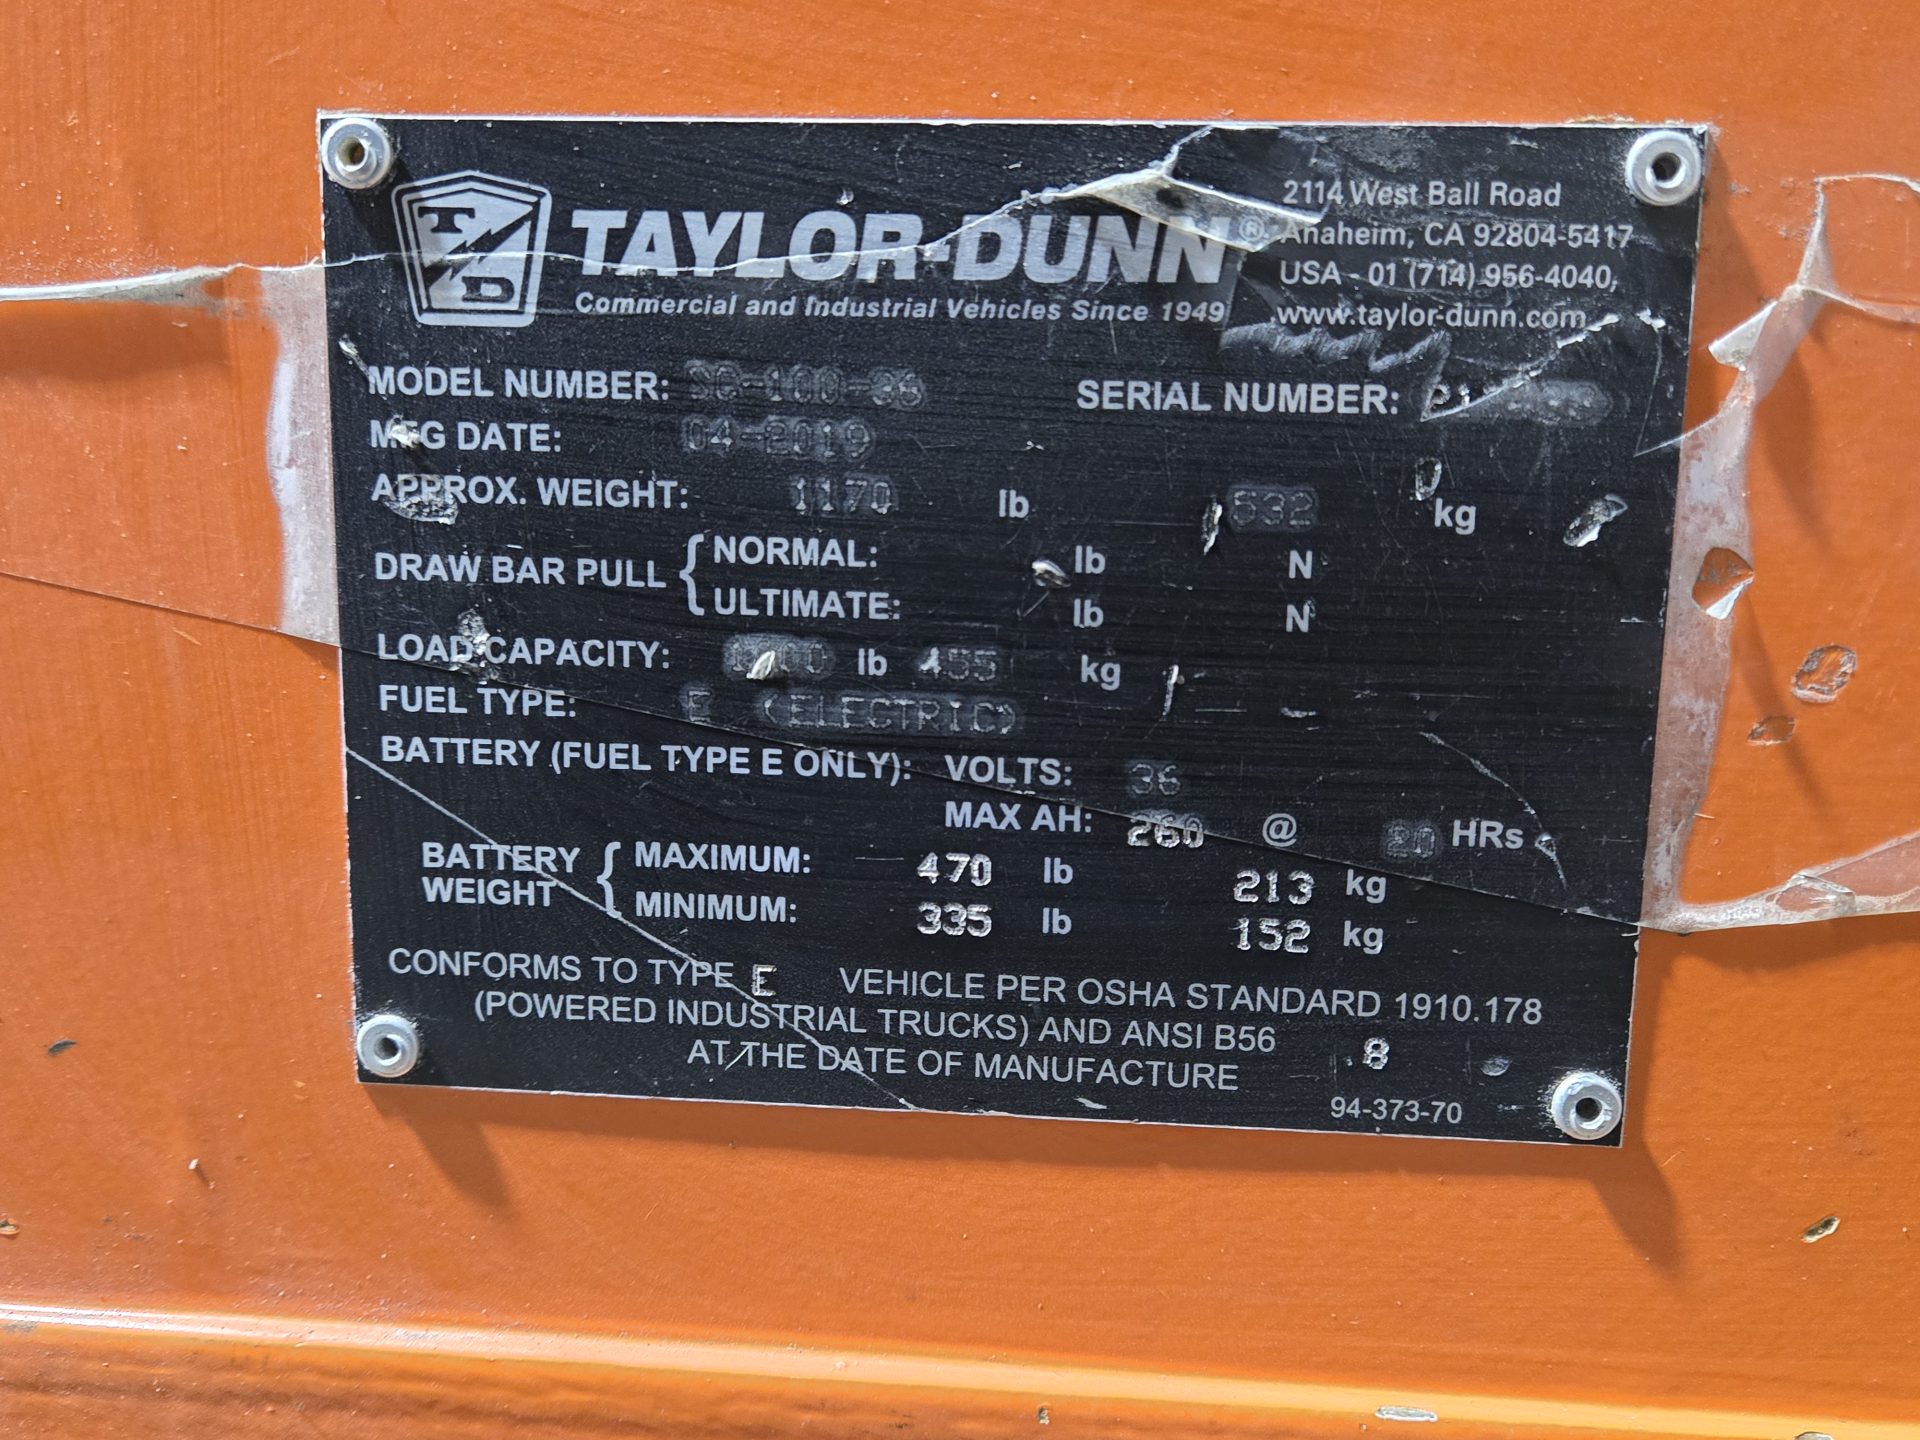 TD
TAYLOR-DUNN®
Commercial and Industrial Vehicles Since 1949
2114 West Ball Road
Anaheim, CA 92804-5417
USA - 01 (714) 956-4040,
www.taylor-dunn.com
MODEL NUMBER: SC-100-36
SERIAL NUMBER:
MFG DATE: 04-2019
APPROX. WEIGHT: 1170 lb 532 kg
DRAW BAR PULL { NORMAL: lb N
ULTIMATE: lb N
LOAD CAPACITY: lb 455 kg
FUEL TYPE: E (ELECTRIC)
BATTERY (FUEL TYPE E ONLY): VOLTS: 36
MAX AH: 260 @ 20 HRs
BATTERY WEIGHT { MAXIMUM: 470 lb 213 kg
MINIMUM: 335 lb 152 kg
CONFORMS TO TYPE E VEHICLE PER OSHA STANDARD 1910.178
(POWERED INDUSTRIAL TRUCKS) AND ANSI B56 .8
AT THE DATE OF MANUFACTURE
94-373-70